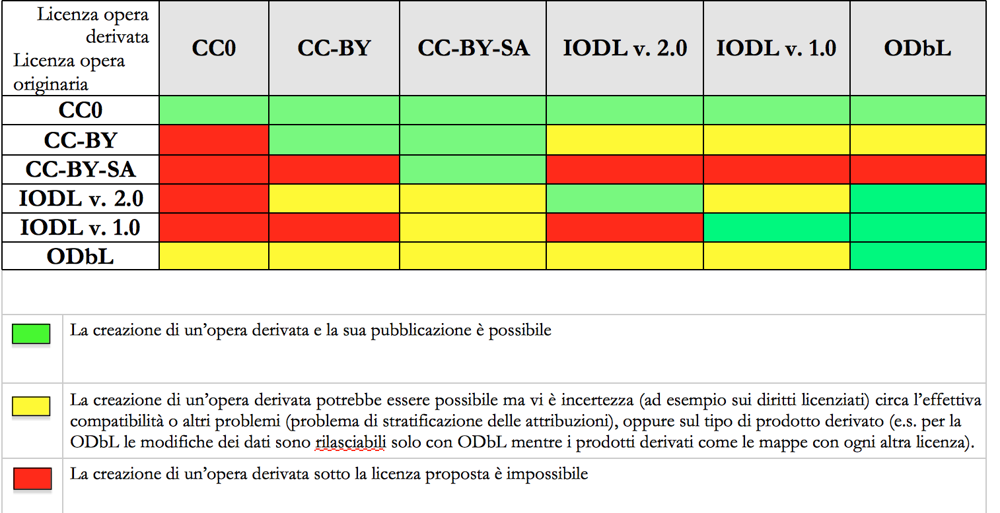 Licenza opera
derivata
Licenza opera
originaria
CC0
CC-BY
CC-BY-SA
IODL v. 2.0
IODL v. 1.0
ODbL
CC0
CC-BY
CC-BY-SA
IODL v. 2.0
IODL v. 1.0
ODbL
La creazione di un’opera derivata e la sua pubblicazione è possibile
La creazione di un’opera derivata potrebbe essere possibile ma vi è incertezza (ad esempio sui diritti licenziati) circa l’effettiva
compatibilità o altri problemi (problema di stratificazione delle attribuzioni), oppure sul tipo di prodotto derivato (e.s. per la
ODbL le modifiche dei dati sono rilasciabili solo con ODbL mentre i prodotti derivati come le mappe con ogni altra licenza).
La creazione di un’opera derivata sotto la licenza proposta è impossibile